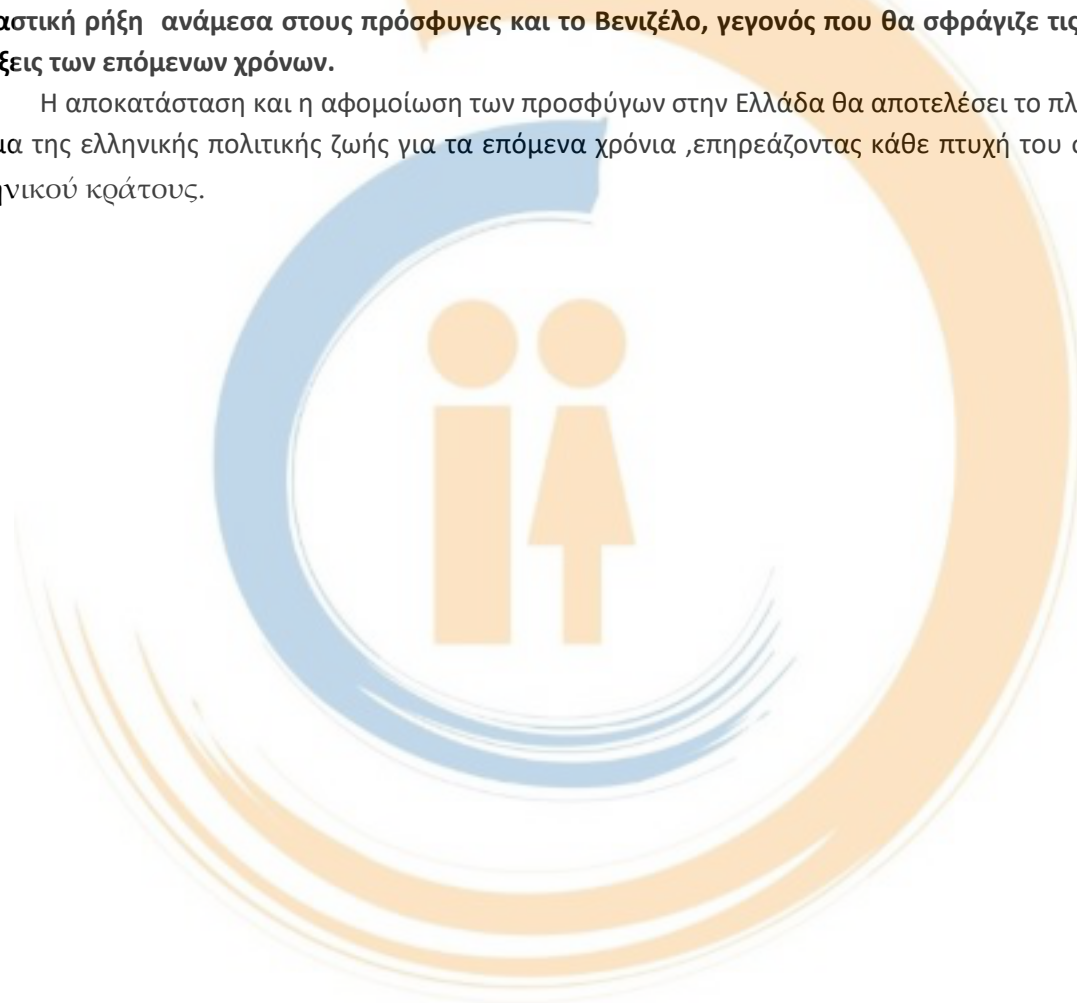 αστική ρήξη ανάμεσα στους πρόσφυγες και το Βενιζέλο, γεγονός που θα σφράγιζε τις
ξεις των επόμενων χρόνων.
Η αποκατάσταση και η αφομοίωση των προσφύγων στην Ελλάδα θα αποτελέσει το πλ
μα της ελληνικής πολιτικής ζωής για τα επόμενα χρόνια ,επηρεάζοντας κάθε πτυχή του
ηνικού κράτους.